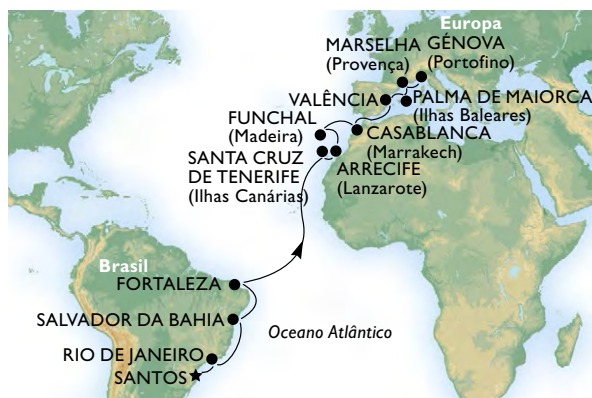 Europa
MARSELHA
(Provença)
GÉNOVA
(Portofino)
VALÊNCIA
PALMA DE MAIORCA
(Ilhas Baleares)
FUNCHAL
(Madeira)
CASABLANCA
(Marrakech)
SANTA CRUZ
DE TENERIFE
(Ilhas Canárias)
ARRECIFE
(Lanzarote)
Brasil
FORTALEZA
SALVADOR DA BAHIA
Oceano Atlântico
RIO DE JANEIRO
SANTOS